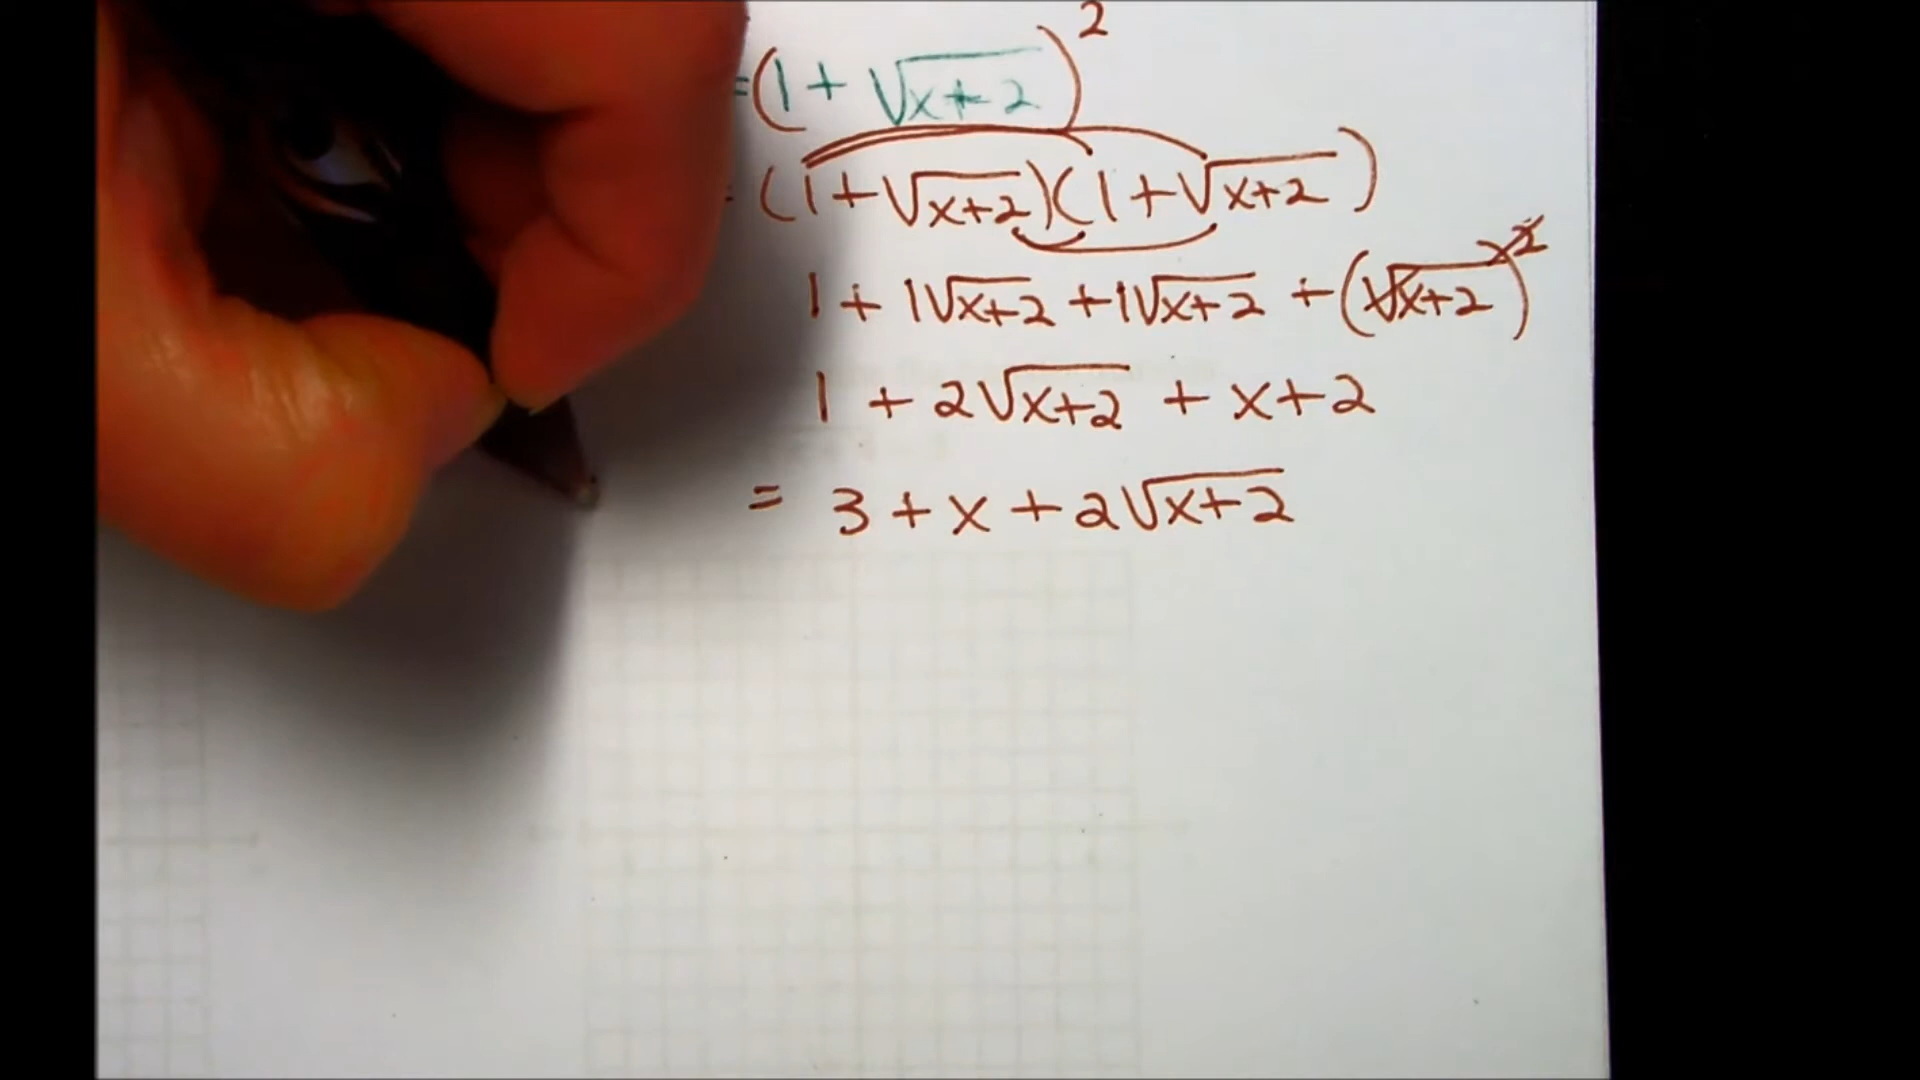 =(1+√x+2)²
=(1+√x+2)(1+√x+2)
1+1√x+2+1√x+2+(√x+2)²
1+2√x+2+x+2
=3+x+2√x+2